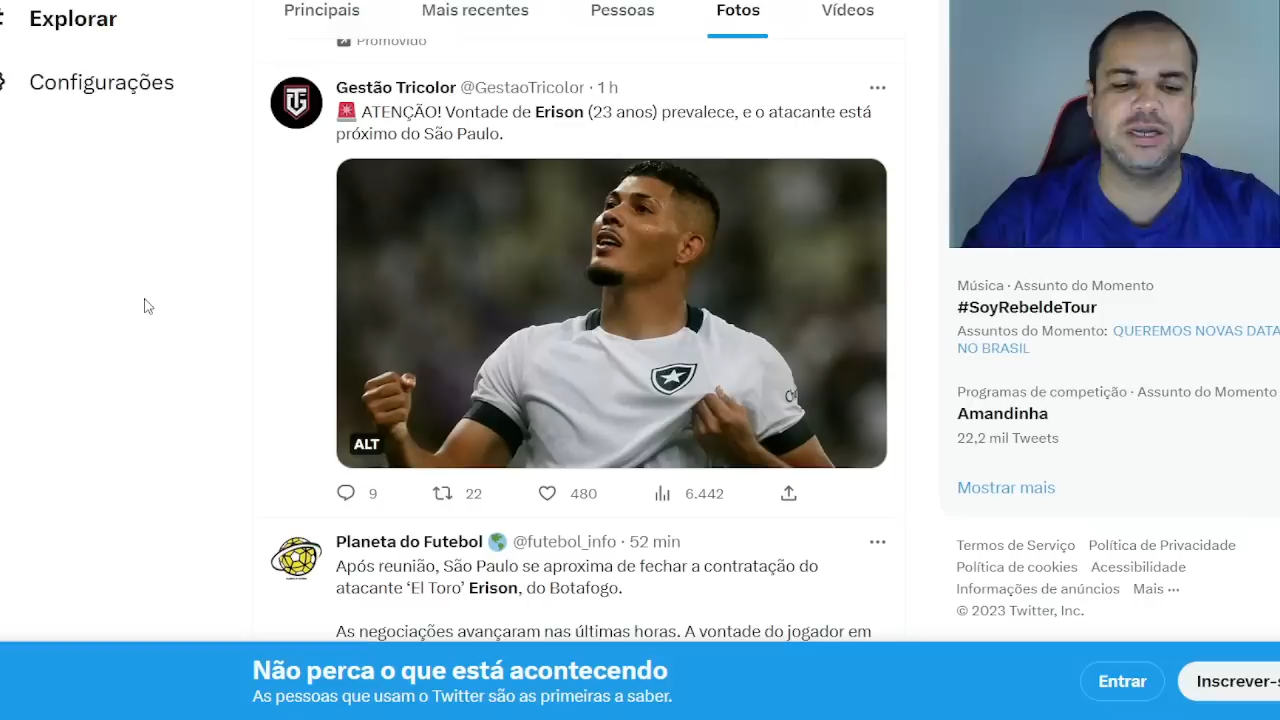 Explorar
Configurações
Principais
Mais recentes
Pessoas
Fotos
Vídeos
Promovido
Gestão Tricolor @GestaoTricolor · 1 h
🚨 ATENÇÃO! Vontade de Erison (23 anos) prevalece, e o atacante está
próximo do São Paulo.
ALT
9
22
480
6.442
Planeta do Futebol 🌎 @futebol_info · 52 min
Após reunião, São Paulo se aproxima de fechar a contratação do
atacante ‘El Toro’ Erison, do Botafogo.
As negociações avançaram nas últimas horas. A vontade do jogador em
Música · Assunto do Momento
#SoyRebeldeTour
Assuntos do Momento: QUEREMOS NOVAS DATA
NO BRASIL
Programas de competição · Assunto do Momento
Amandinha
22,2 mil Tweets
Mostrar mais
Termos de Serviço Política de Privacidade
Política de cookies Acessibilidade
Informações de anúncios Mais ···
© 2023 Twitter, Inc.
Não perca o que está acontecendo
As pessoas que usam o Twitter são as primeiras a saber.
Entrar
Inscrever-s